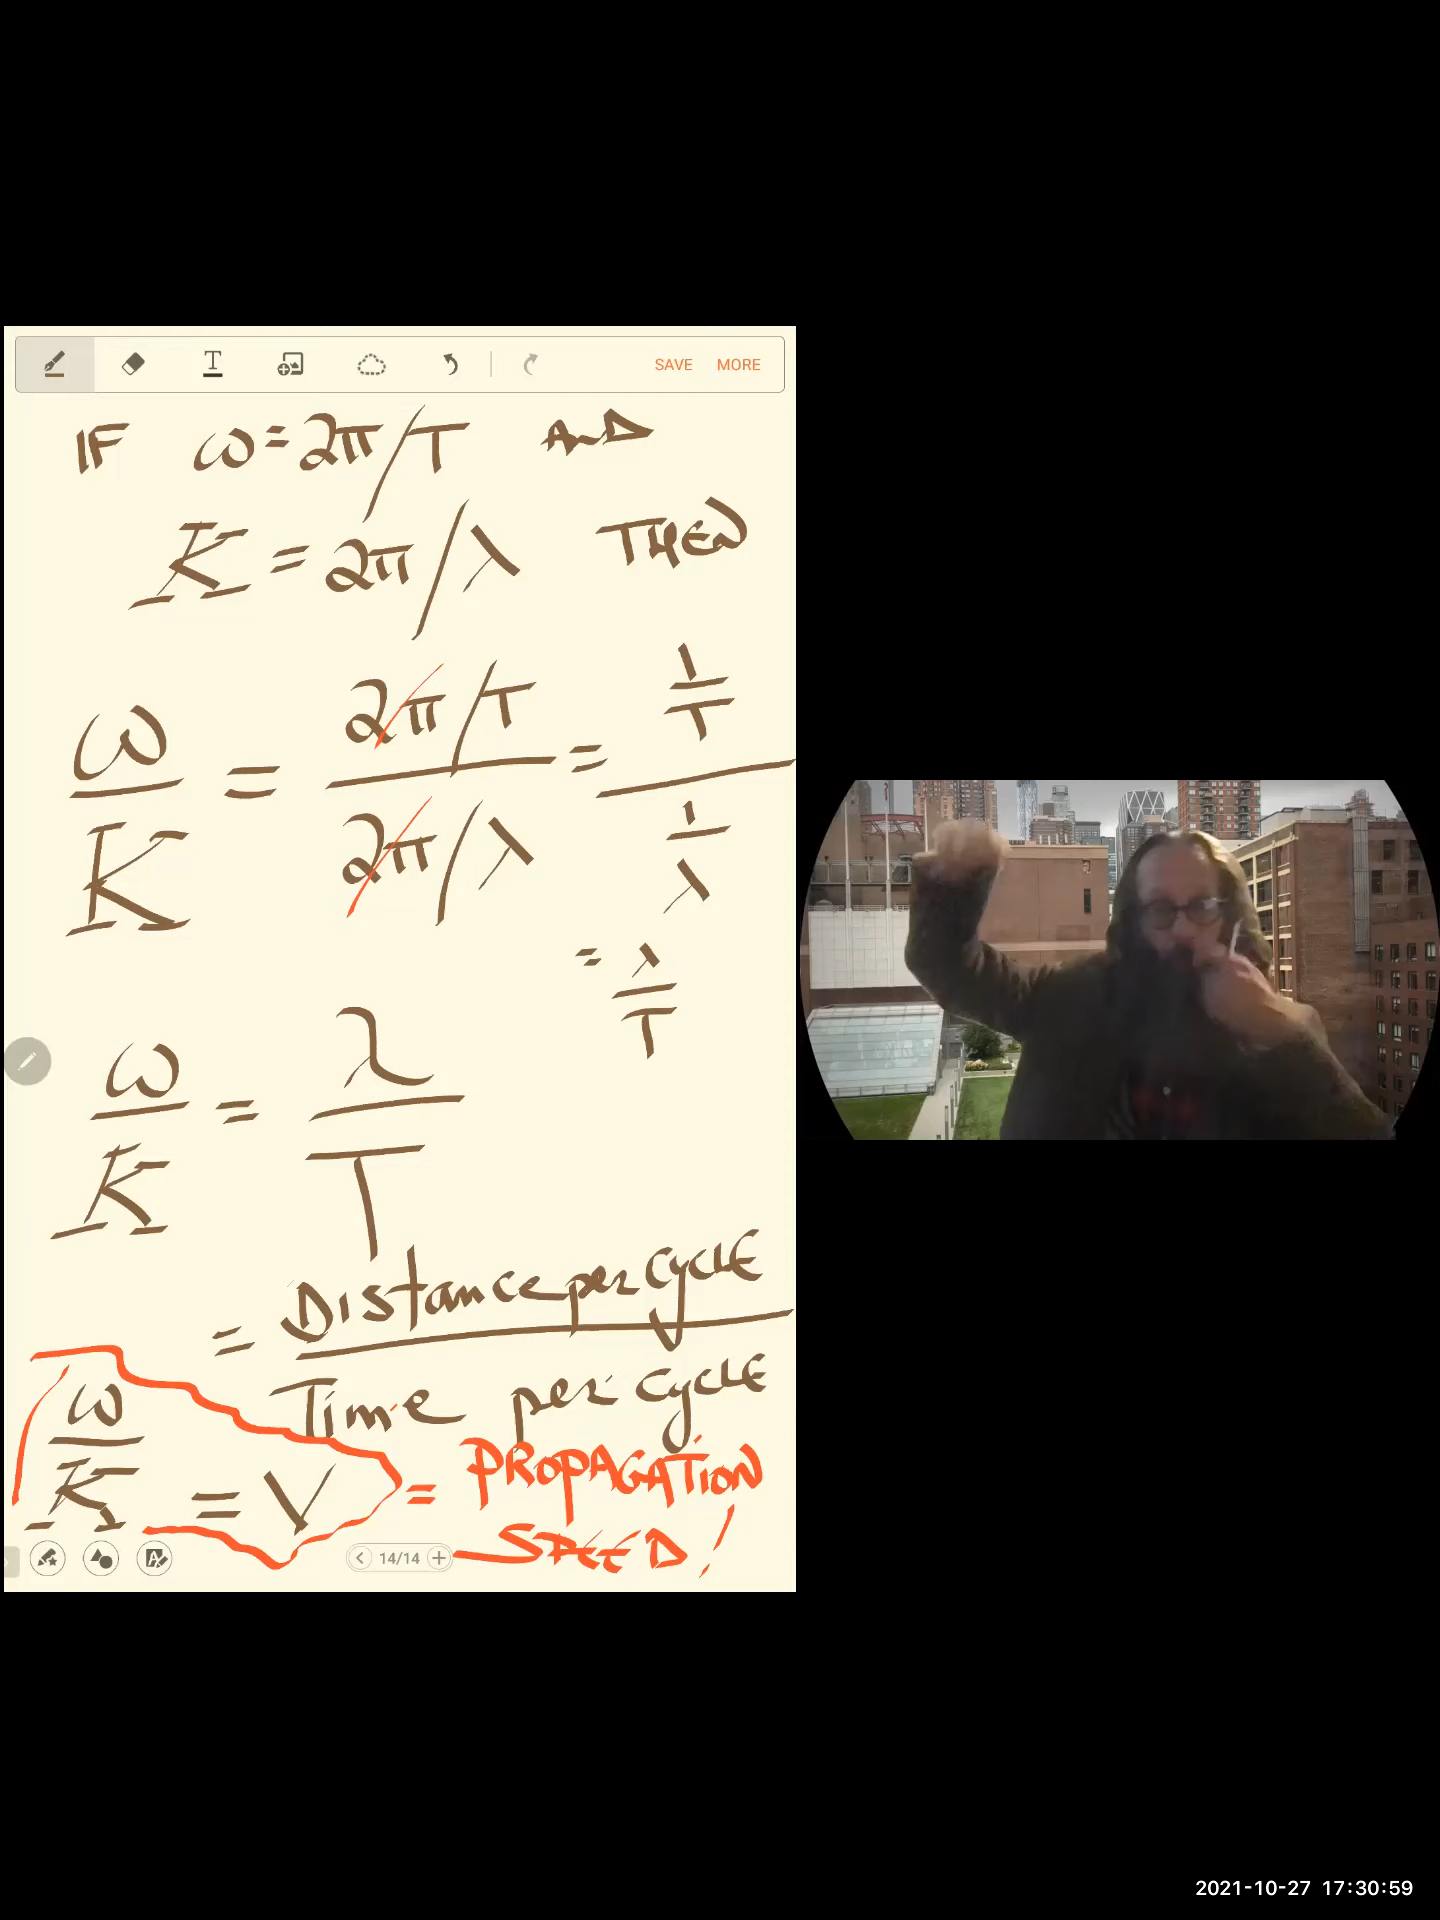 SAVE MORE
IF ω = 2π/T AND
K = 2π/λ THEN
ω/K = (2π/T)/(2π/λ) = (1/T)/(1/λ)
= λ/T
ω/K = λ/T
= Distance per cycle
Time per cycle
ω/K = V = PROPAGATION
SPEED!
14/14
2021-10-27 17:30:59